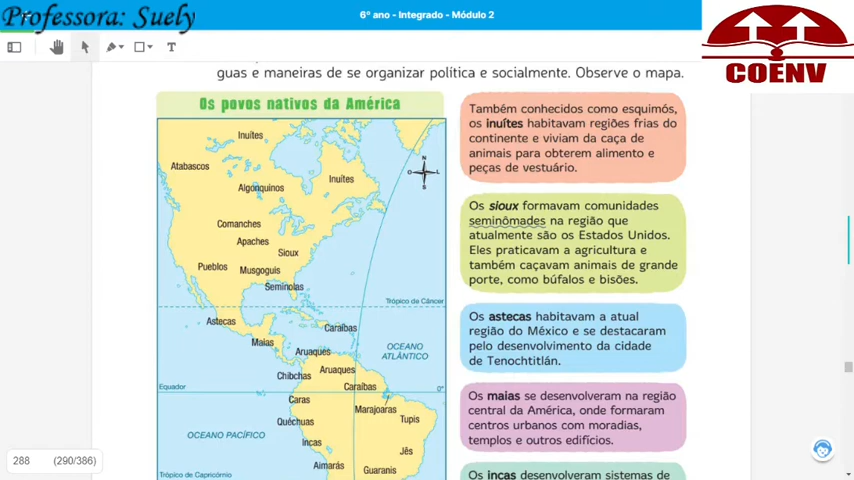 Professora: Suely
6º ano - Integrado - Módulo 2
COENV
T
guas e maneiras de se organizar política e socialmente. Observe o mapa.
Os povos nativos da América
Inuítes
Atabascos
Algonquinos
Inuítes
Comanches
Apaches
Sioux
Pueblos
Musgoguis
Seminolas
Trópico de Câncer
Astecas
Caraíbas
Maias
Aruaques
OCEANO
ATLÂNTICO
Chibchas
Aruaques
Caraíbas
Equador
0°
Caras
Marajoaras
Tupis
Quéchuas
OCEANO PACÍFICO
Incas
Jês
Aimarás
Guaranis
Trópico de Capricórnio
N
O
L
S
Também conhecidos como esquimós,
os inuítes habitavam regiões frias do
continente e viviam da caça de
animais para obterem alimento e
peças de vestuário.
Os sioux formavam comunidades
seminômades na região que
atualmente são os Estados Unidos.
Eles praticavam a agricultura e
também caçavam animais de grande
porte, como búfalos e bisões.
Os astecas habitavam a atual
região do México e se destacaram
pelo desenvolvimento da cidade
de Tenochtitlán.
Os maias se desenvolveram na região
central da América, onde formaram
centros urbanos com moradias,
templos e outros edifícios.
Os incas desenvolveram sistemas de
288 (290/386)